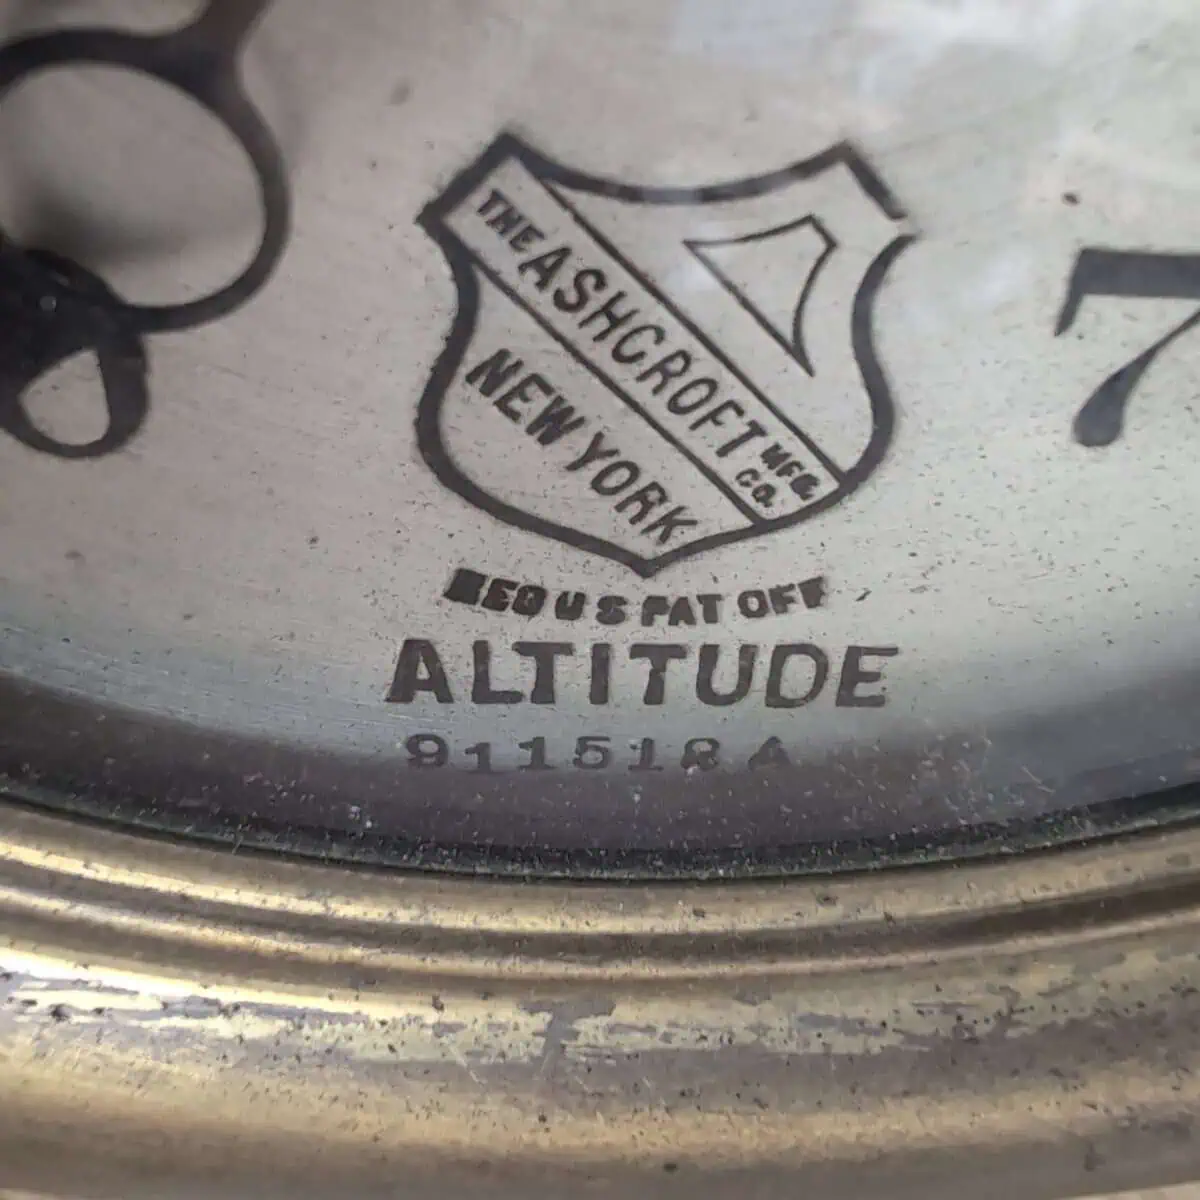 THE ASHCROFT MFG. CO.
NEW YORK
REG U S PAT OFF
ALTITUDE
911518 A
7